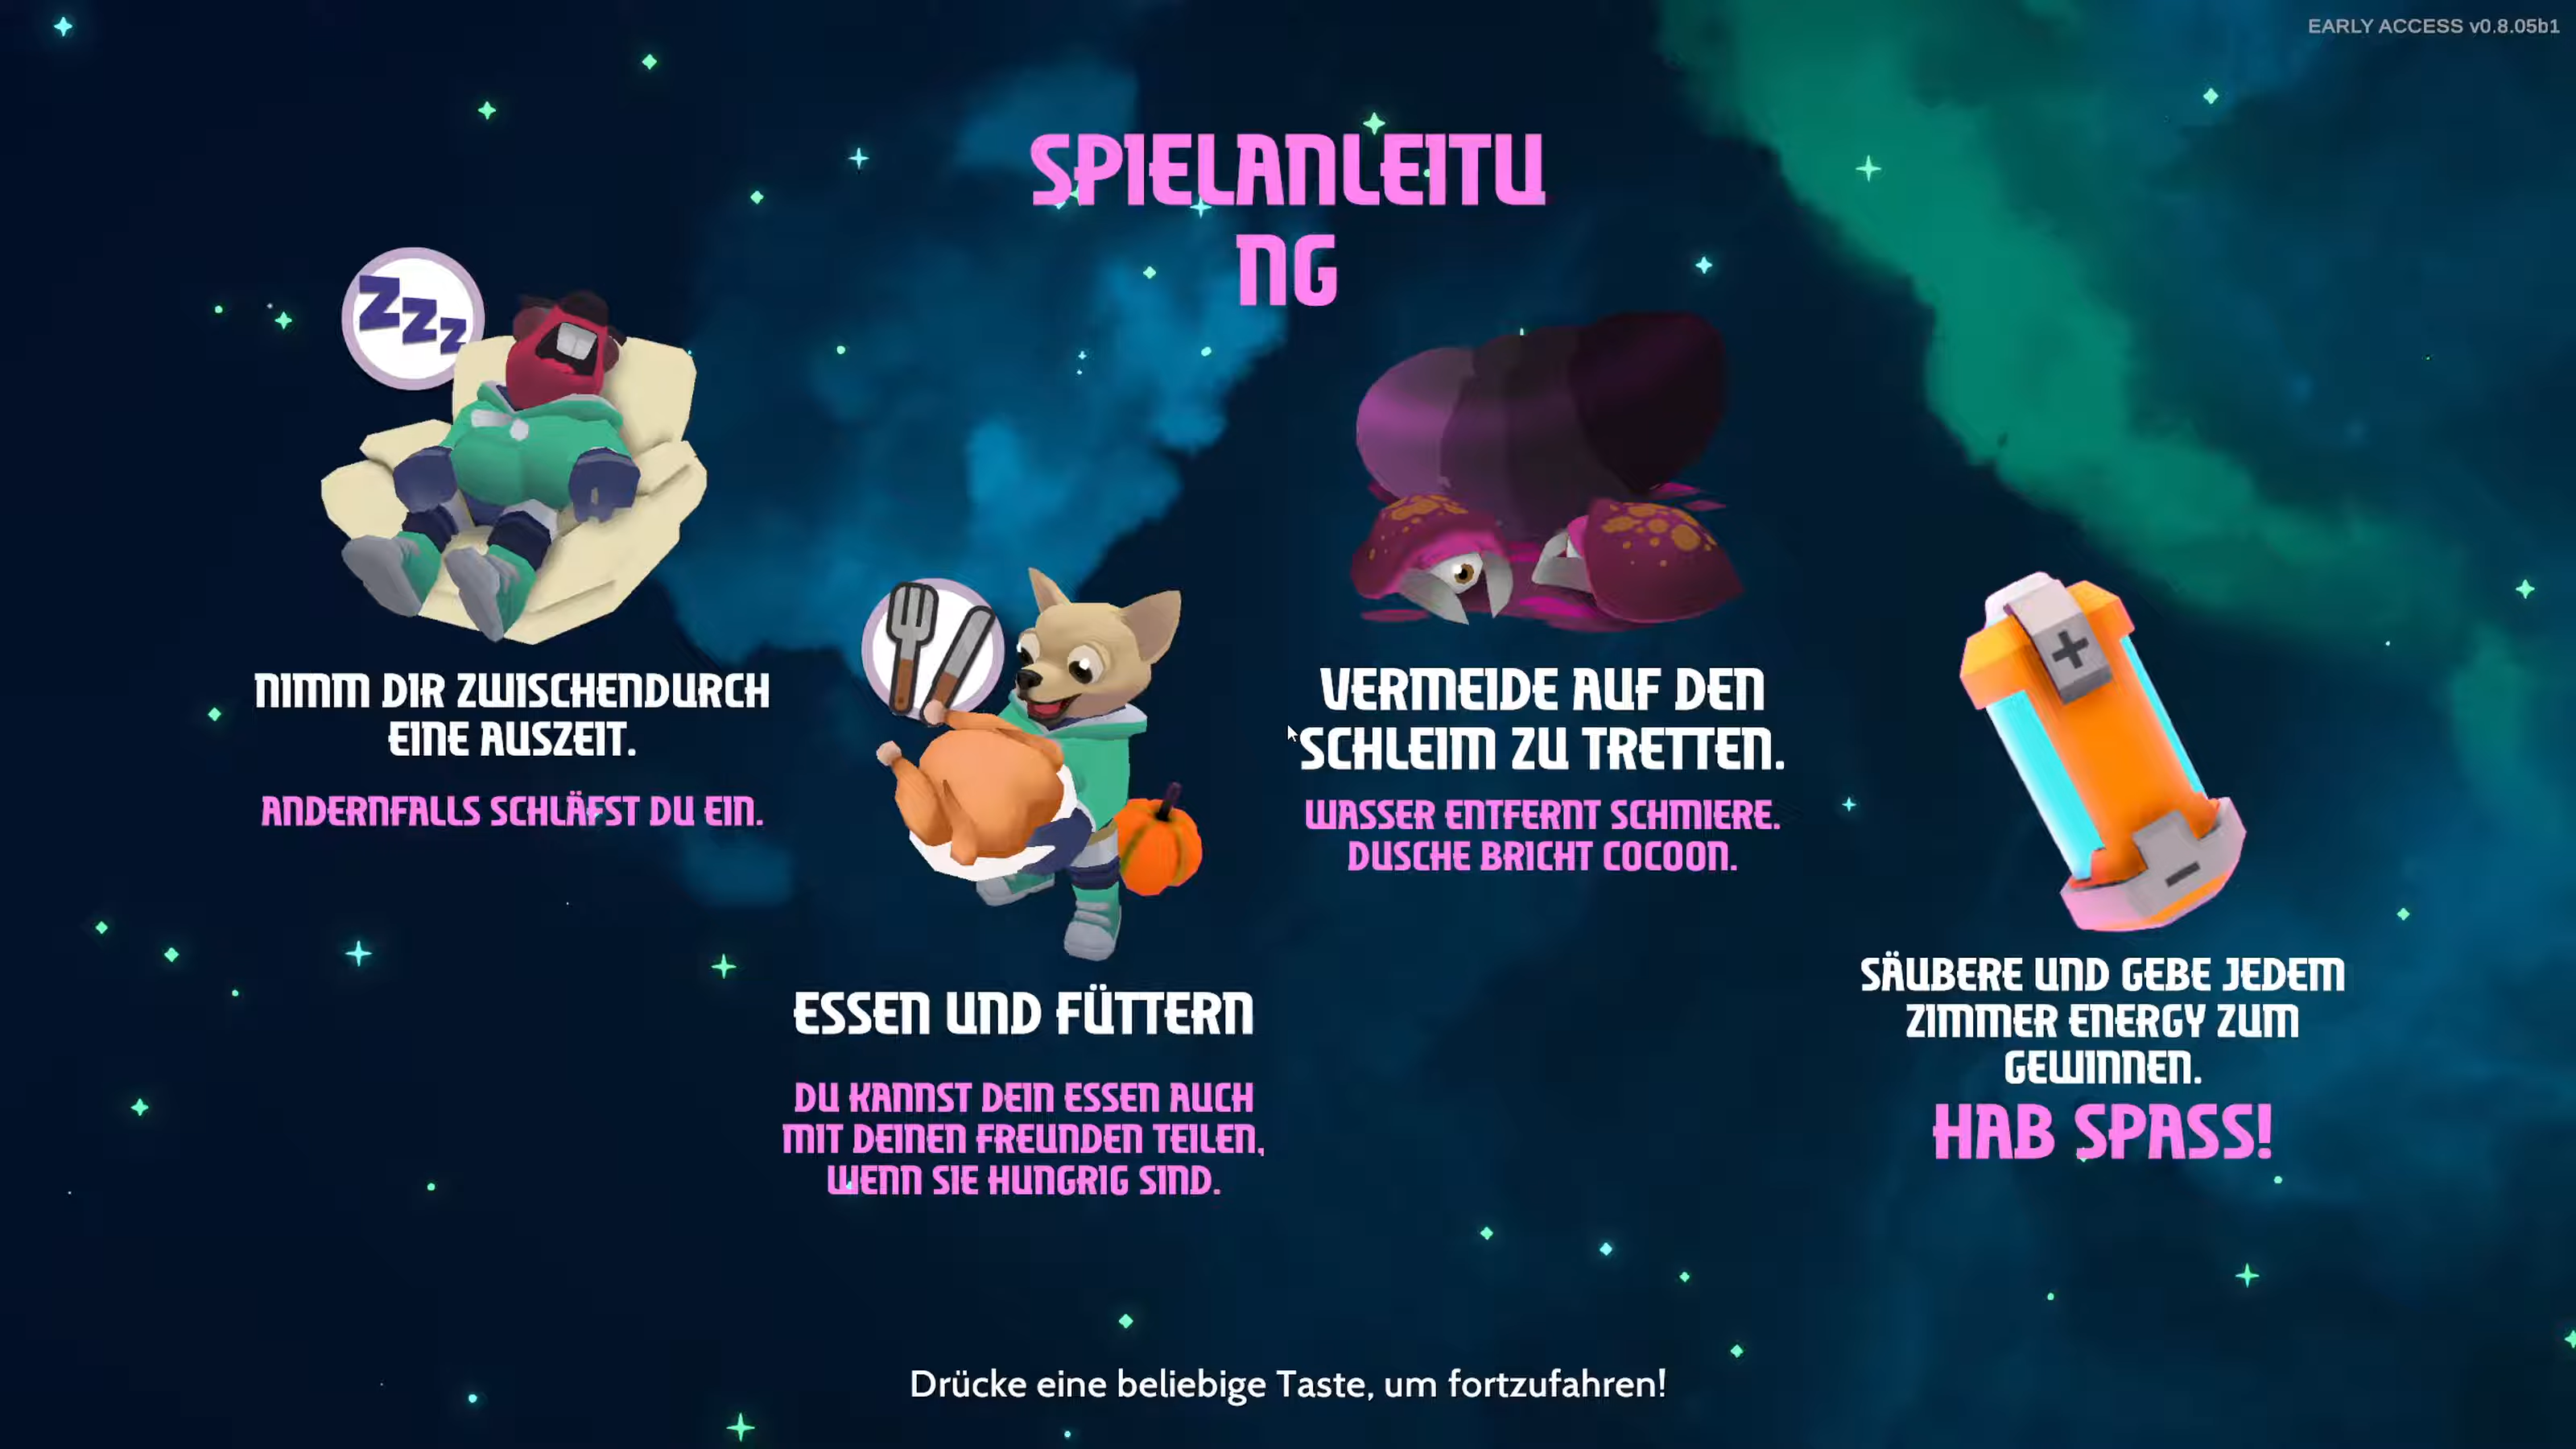 EARLY ACCESS v0.8.05b1
SPIELANLEITU
NG
ZZZ
NIMM DIR ZWISCHENDURCH
EINE AUSZEIT.
ANDERNFALLS SCHLÄFST DU EIN.
ESSEN UND FÜTTERN
DU KANNST DEIN ESSEN AUCH
MIT DEINEN FREUNDEN TEILEN,
WENN SIE HUNGRIG SIND.
VERMEIDE AUF DEN
SCHLEIM ZU TRETTEN.
WASSER ENTFERNT SCHMIERE.
DUSCHE BRICHT COCOON.
+
–
SÄUBERE UND GEBE JEDEM
ZIMMER ENERGY ZUM
GEWINNEN.
HAB SPASS!
Drücke eine beliebige Taste, um fortzufahren!